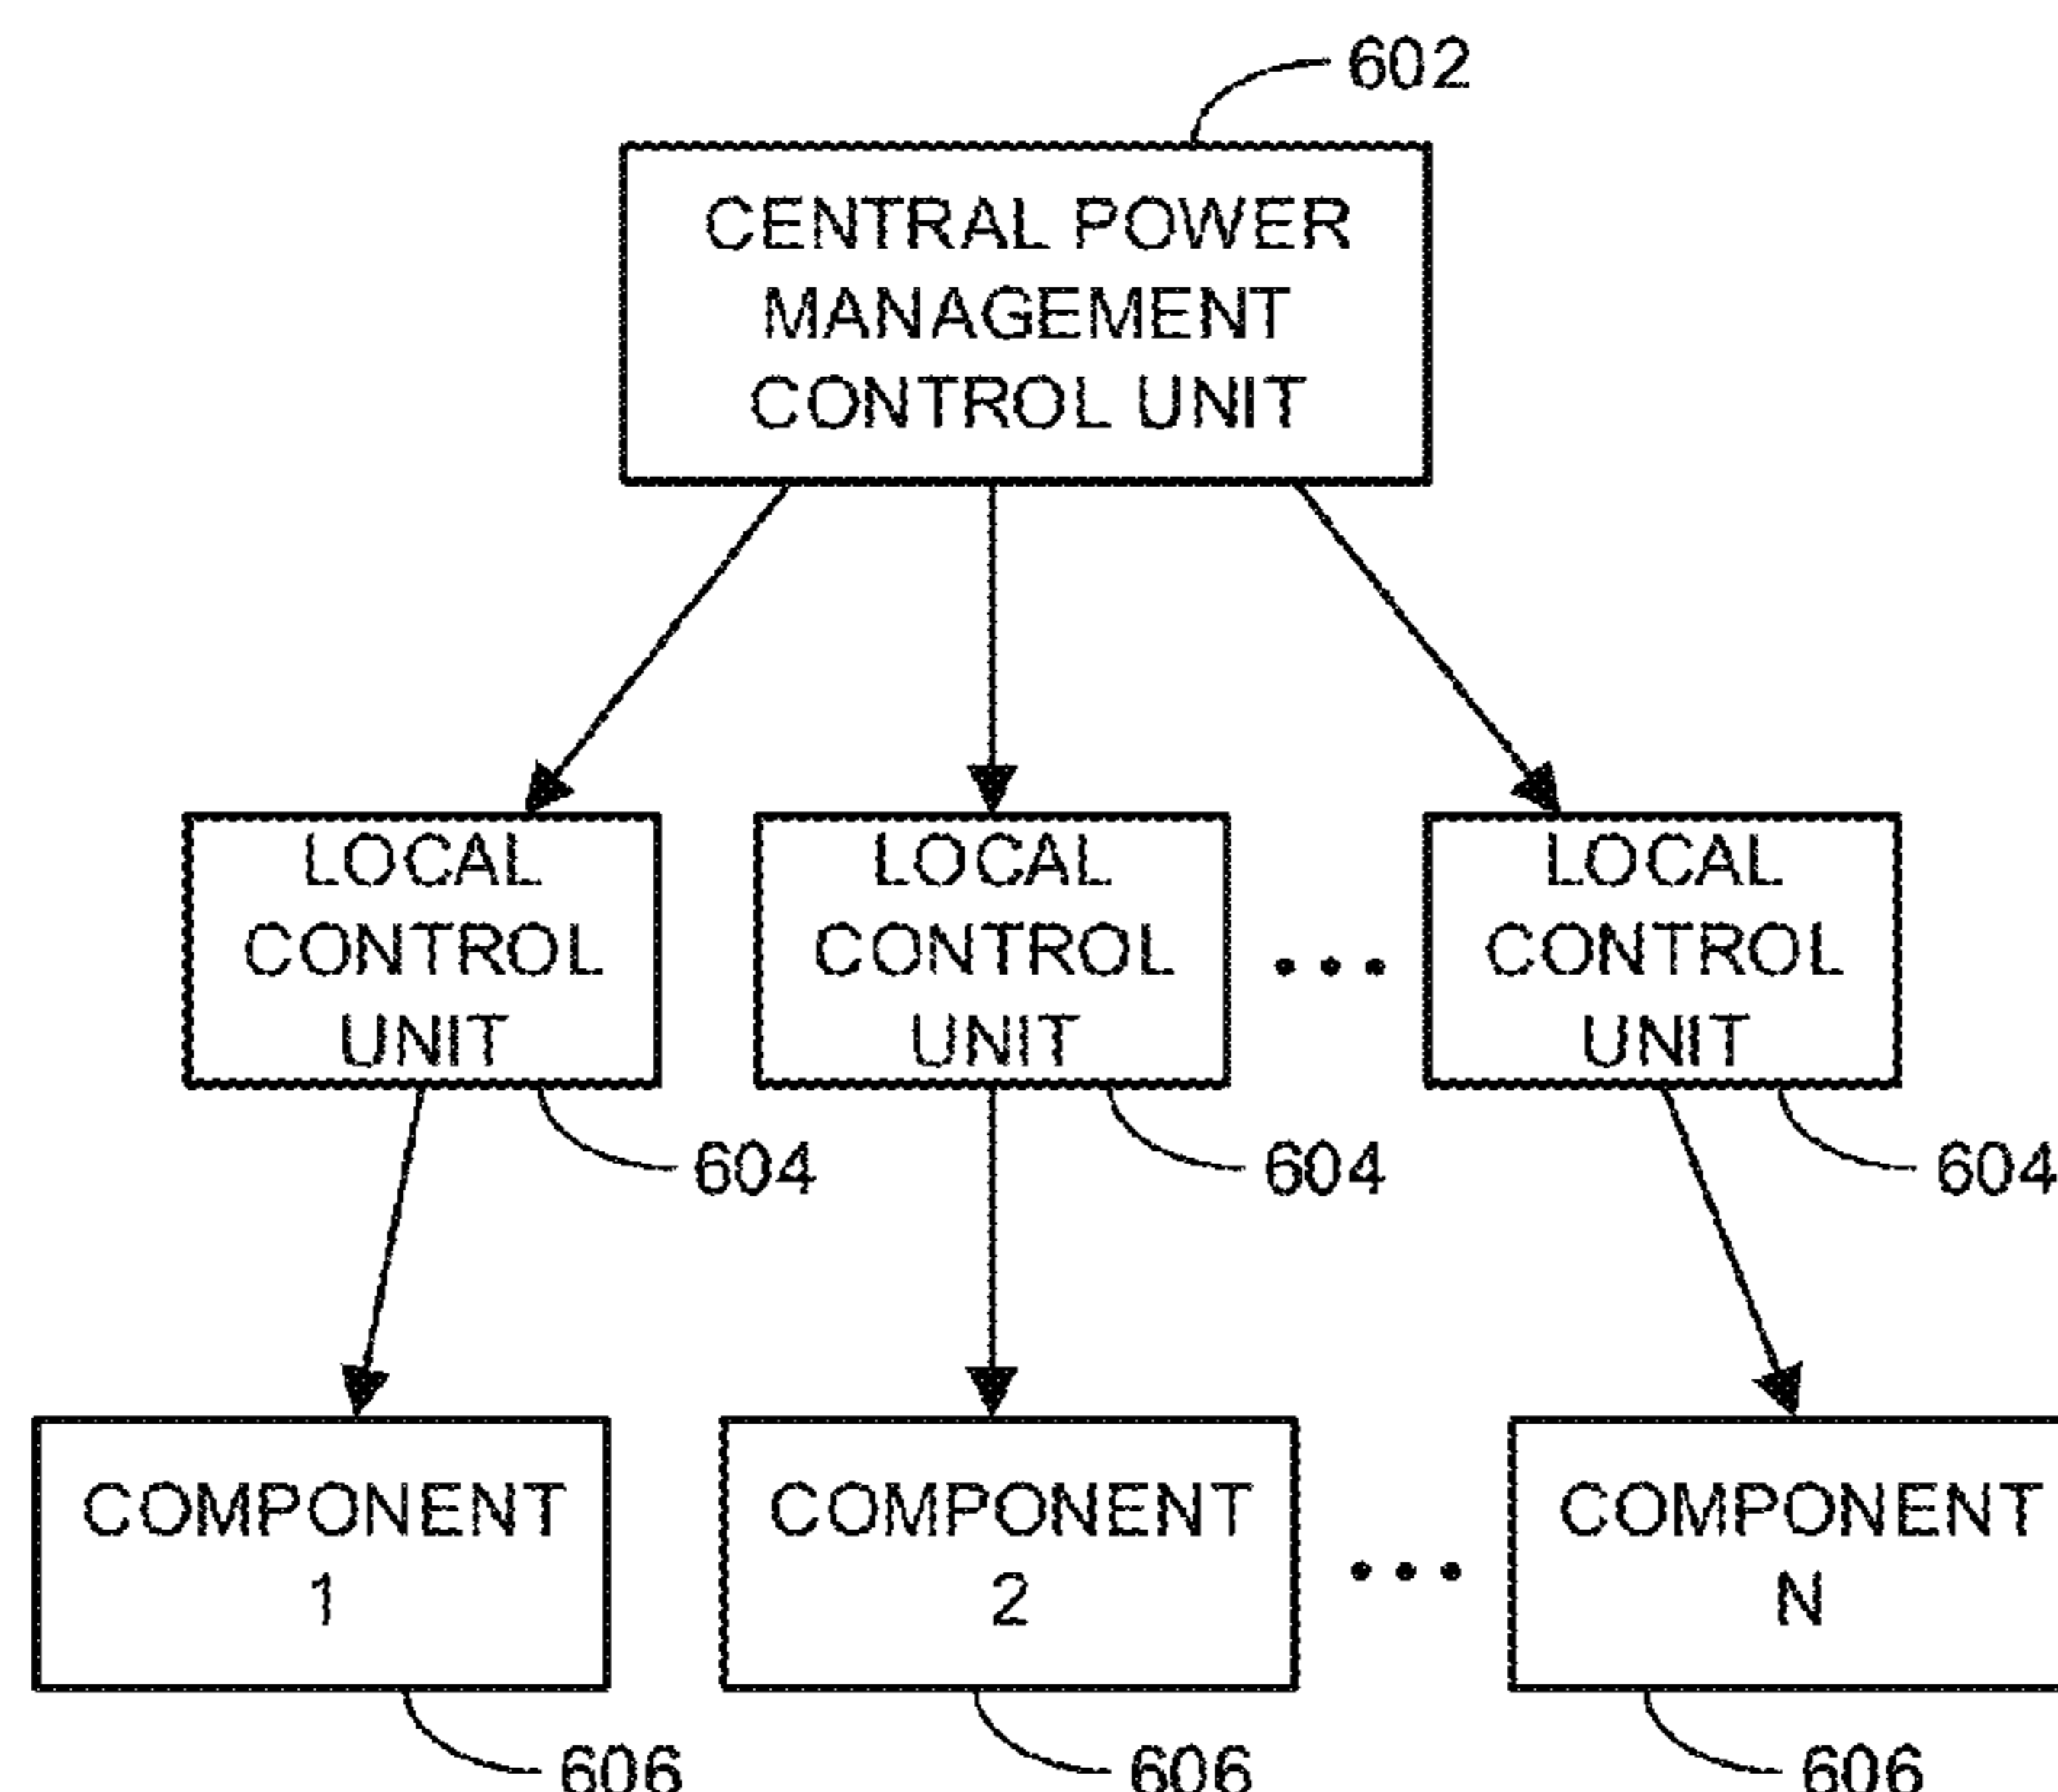 602
CENTRAL POWER
MANAGEMENT
CONTROL UNIT
LOCAL
CONTROL
UNIT
604
LOCAL
CONTROL
UNIT
604
LOCAL
CONTROL
UNIT
604
COMPONENT
1
606
COMPONENT
2
606
COMPONENT
N
606